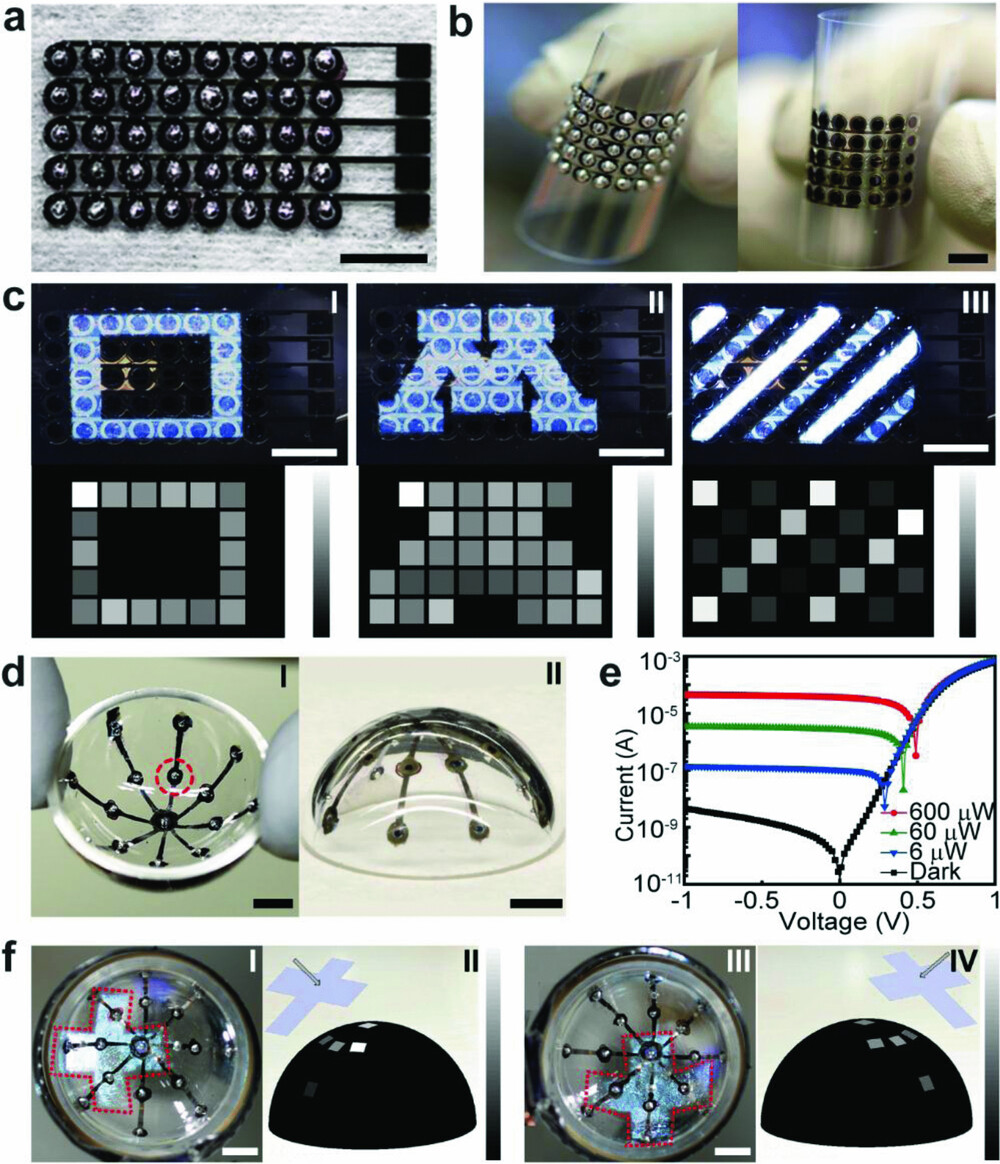 a
b
c
I
II
III
d
I
II
e
10⁻³
10⁻⁵
10⁻⁷
10⁻⁹
10⁻¹¹
Current (A)
600 μW
60 μW
6 μW
Dark
-1
-0.5
0
0.5
1
Voltage (V)
f
I
II
III
IV